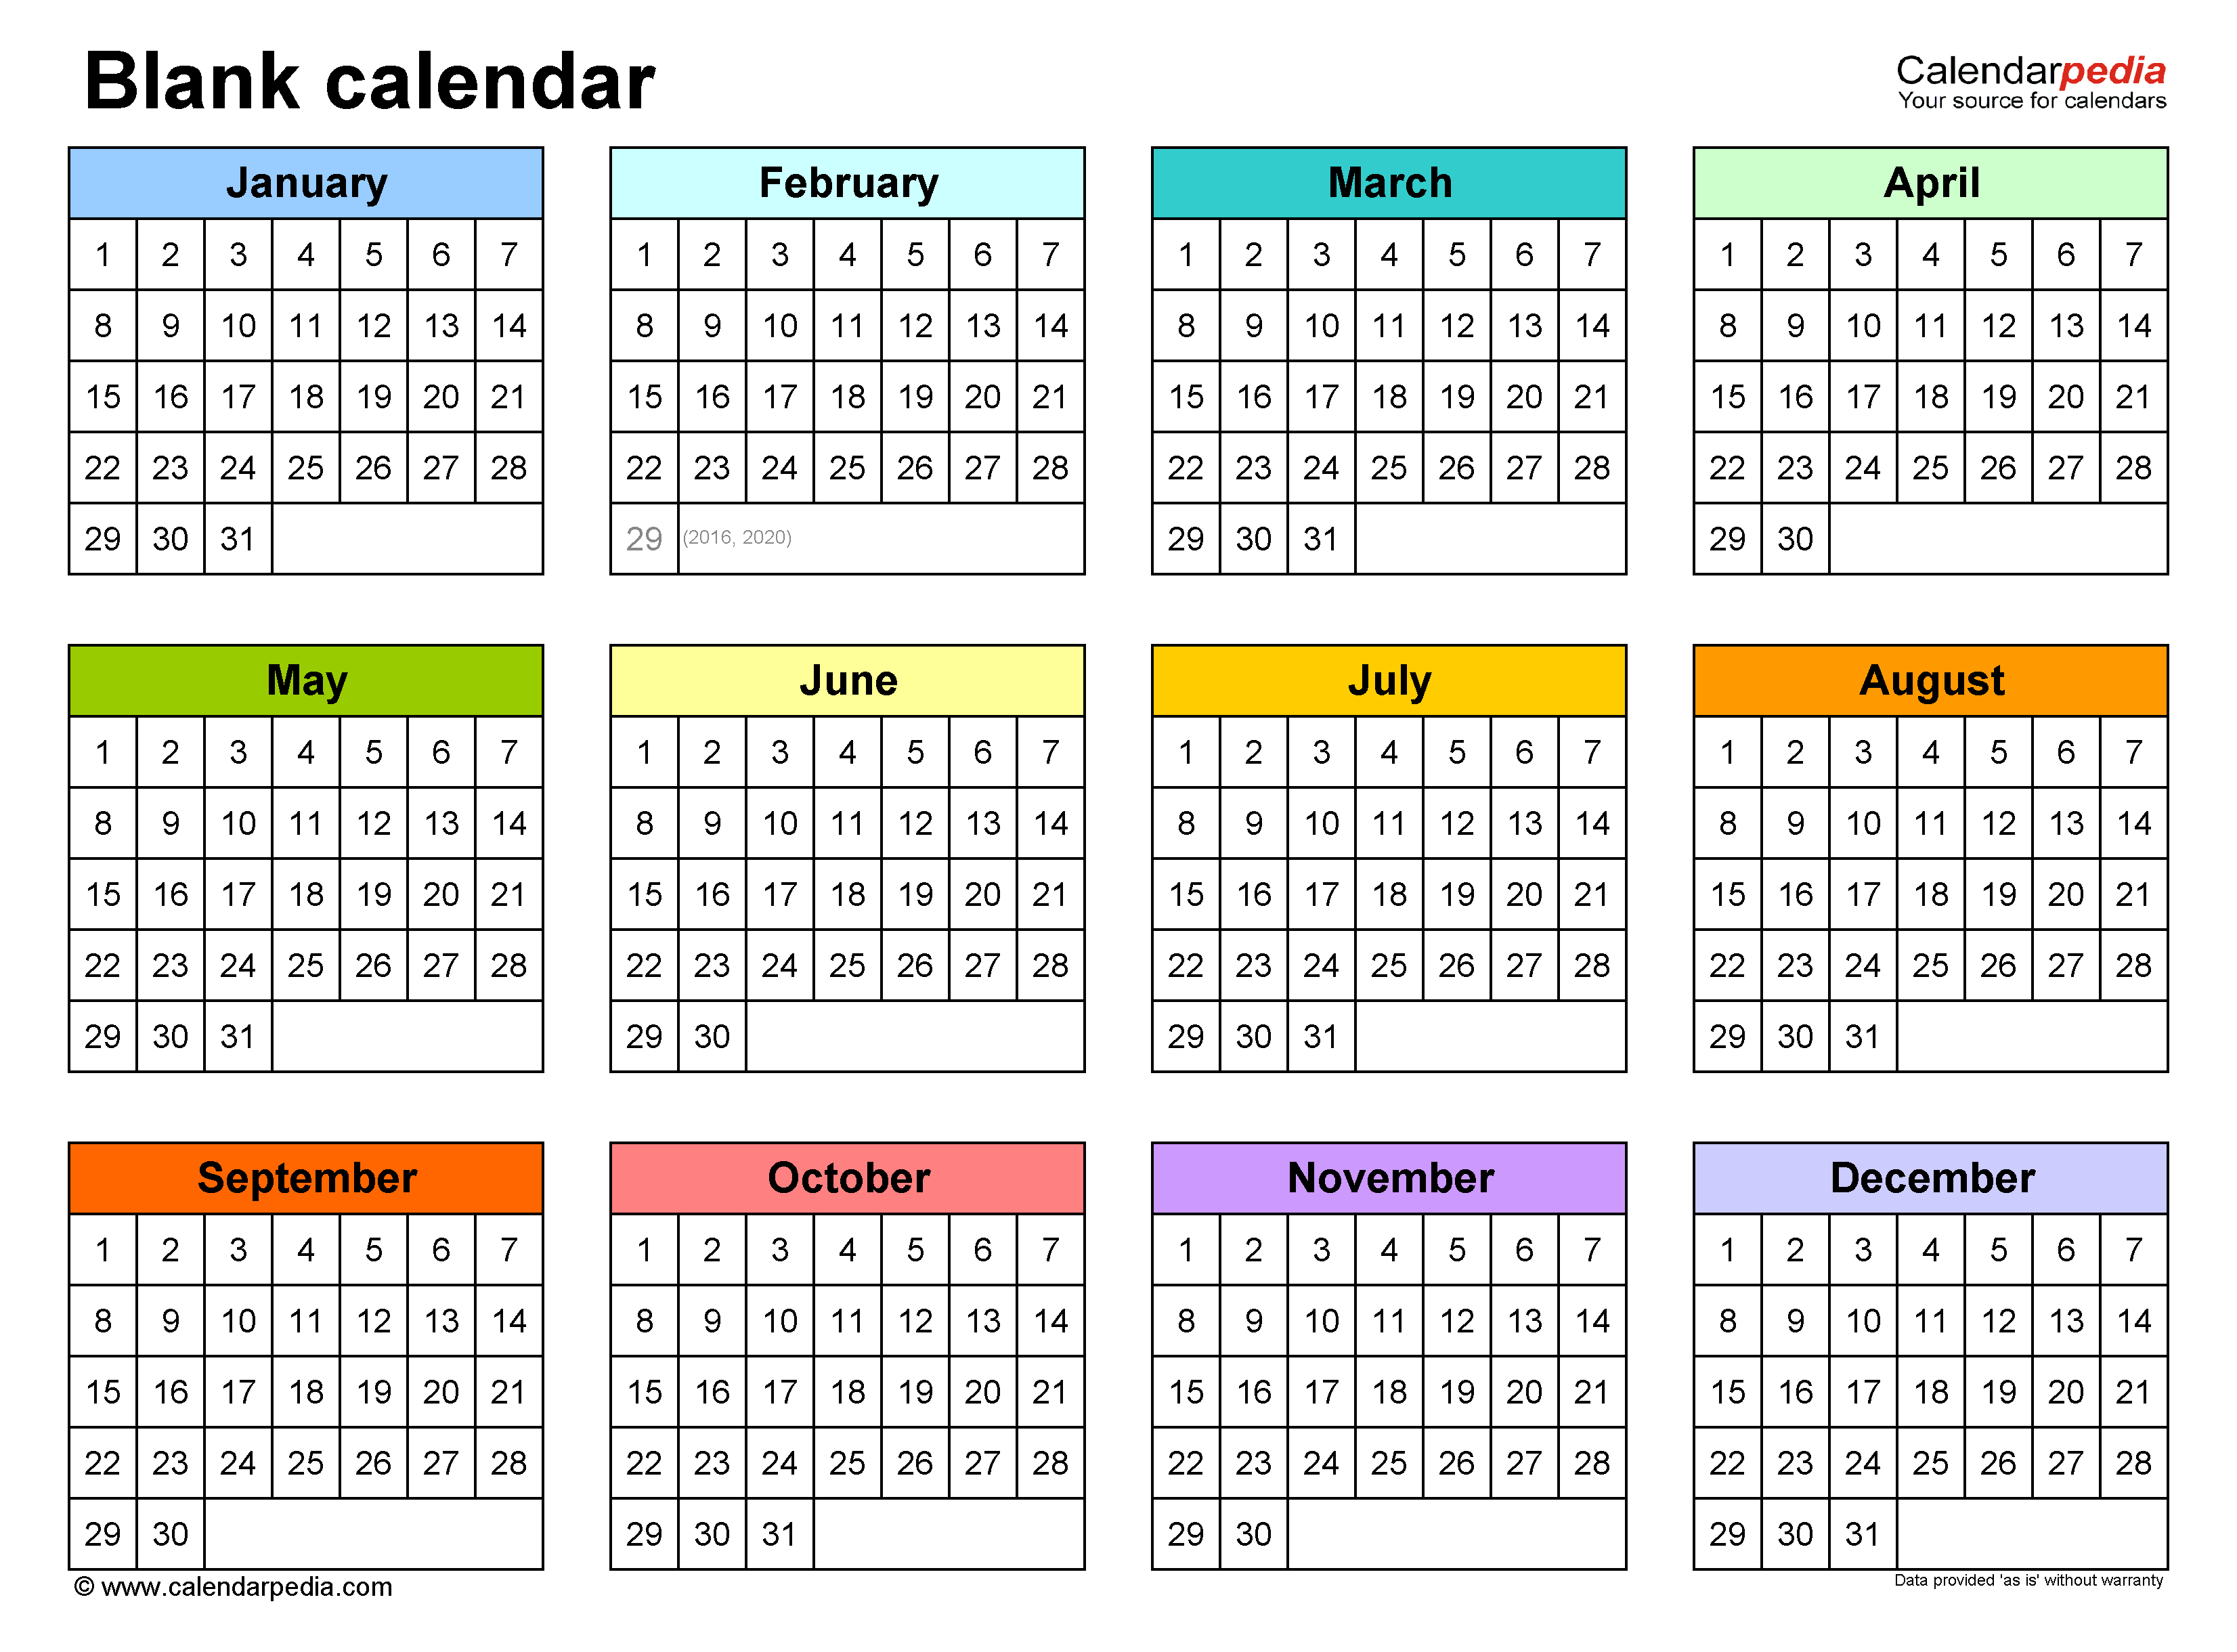 Blank calendar
Calendarpedia
Your source for calendars
January
1 2 3 4 5 6 7
8 9 10 11 12 13 14
15 16 17 18 19 20 21
22 23 24 25 26 27 28
29 30 31
February
1 2 3 4 5 6 7
8 9 10 11 12 13 14
15 16 17 18 19 20 21
22 23 24 25 26 27 28
29 (2016, 2020)
March
1 2 3 4 5 6 7
8 9 10 11 12 13 14
15 16 17 18 19 20 21
22 23 24 25 26 27 28
29 30 31
April
1 2 3 4 5 6 7
8 9 10 11 12 13 14
15 16 17 18 19 20 21
22 23 24 25 26 27 28
29 30
May
1 2 3 4 5 6 7
8 9 10 11 12 13 14
15 16 17 18 19 20 21
22 23 24 25 26 27 28
29 30 31
June
1 2 3 4 5 6 7
8 9 10 11 12 13 14
15 16 17 18 19 20 21
22 23 24 25 26 27 28
29 30
July
1 2 3 4 5 6 7
8 9 10 11 12 13 14
15 16 17 18 19 20 21
22 23 24 25 26 27 28
29 30 31
August
1 2 3 4 5 6 7
8 9 10 11 12 13 14
15 16 17 18 19 20 21
22 23 24 25 26 27 28
29 30 31
September
1 2 3 4 5 6 7
8 9 10 11 12 13 14
15 16 17 18 19 20 21
22 23 24 25 26 27 28
29 30
October
1 2 3 4 5 6 7
8 9 10 11 12 13 14
15 16 17 18 19 20 21
22 23 24 25 26 27 28
29 30 31
November
1 2 3 4 5 6 7
8 9 10 11 12 13 14
15 16 17 18 19 20 21
22 23 24 25 26 27 28
29 30
December
1 2 3 4 5 6 7
8 9 10 11 12 13 14
15 16 17 18 19 20 21
22 23 24 25 26 27 28
29 30 31
© www.calendarpedia.com
Data provided 'as is' without warranty